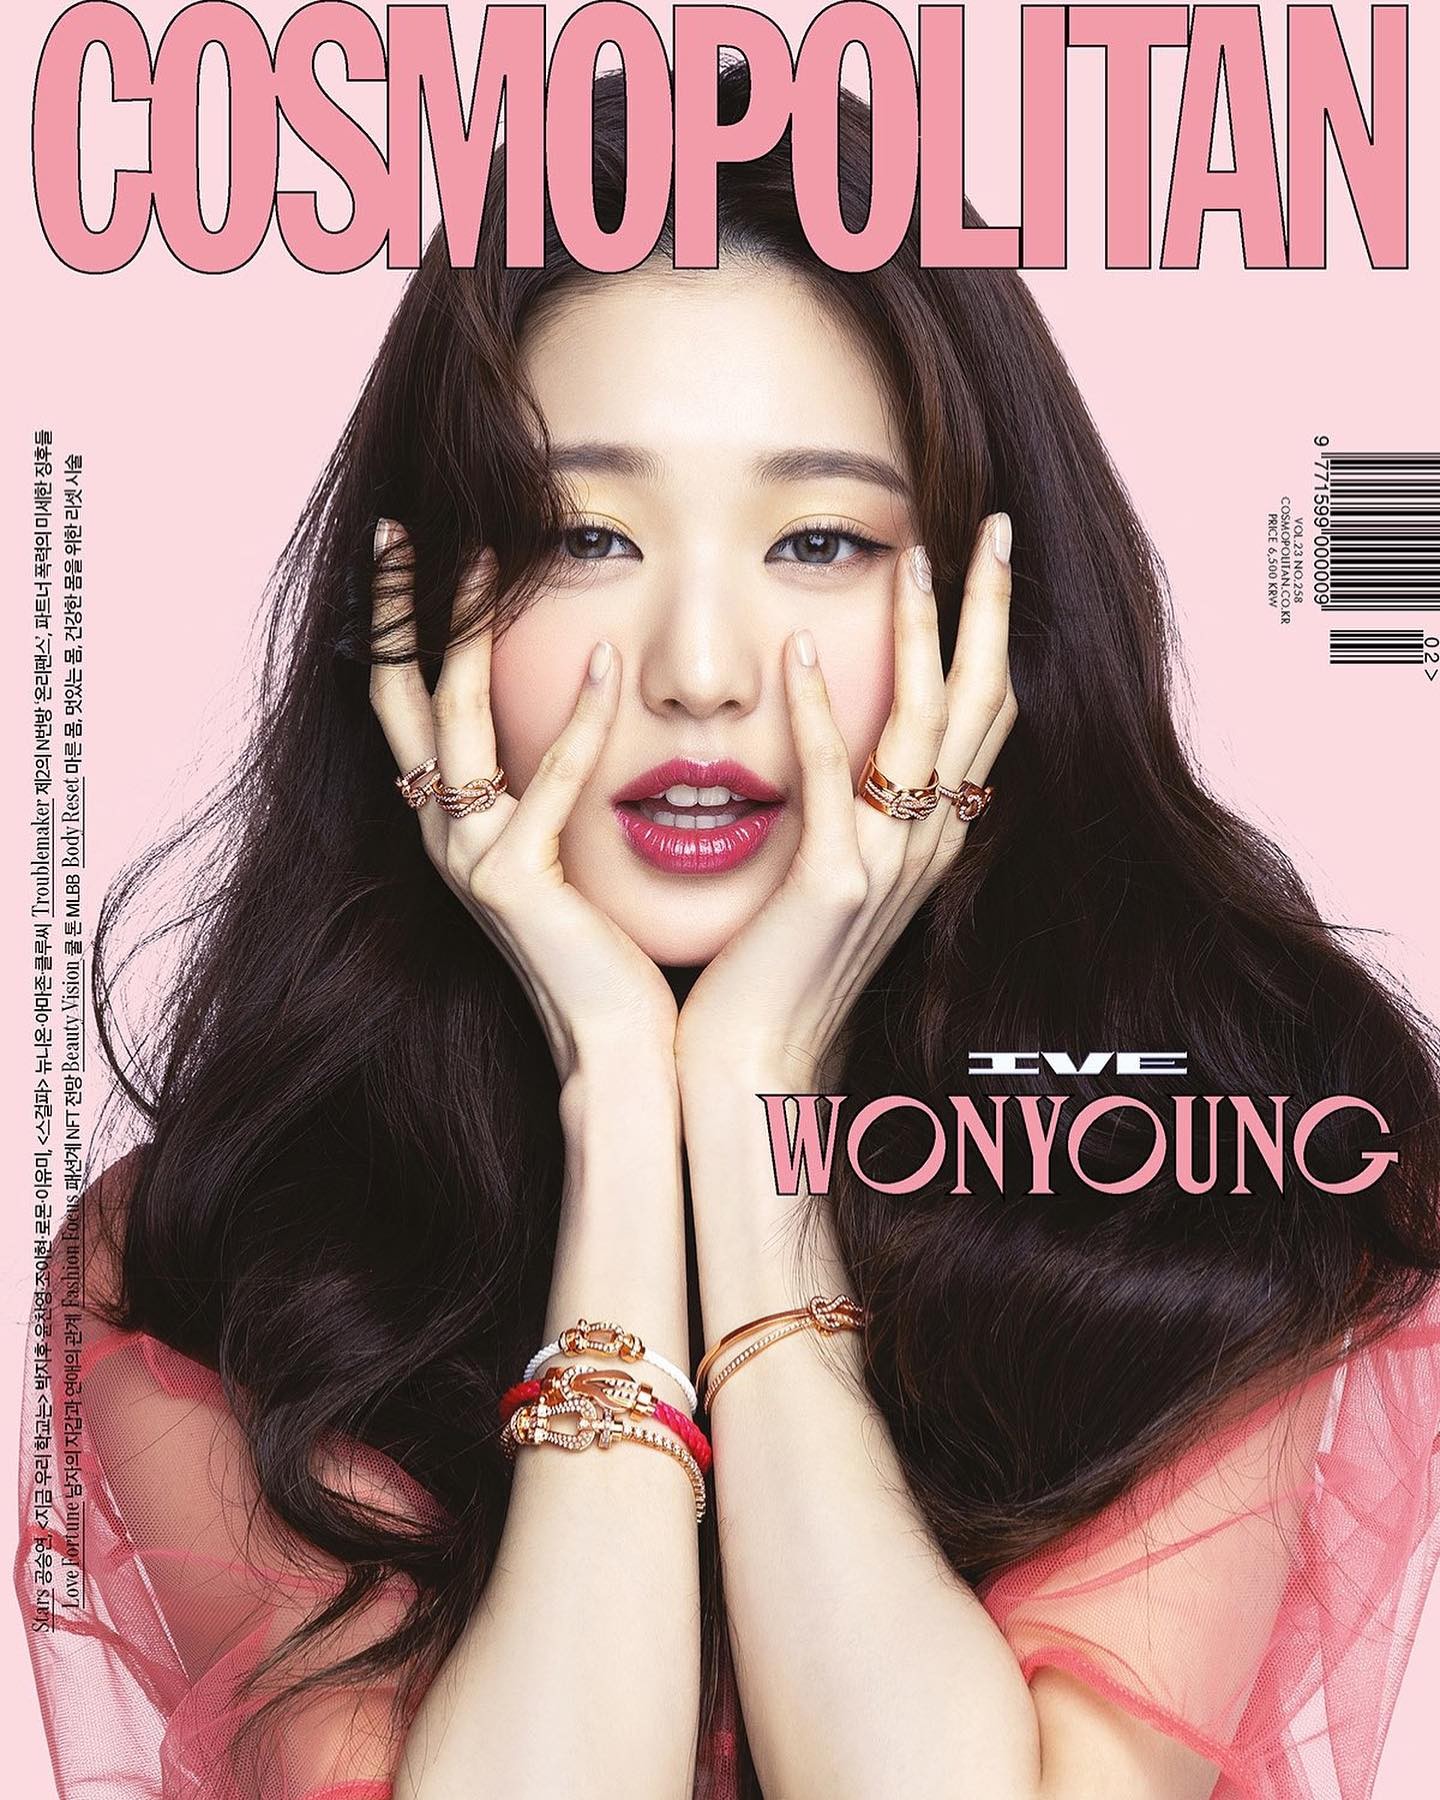 COSMOPOLITAN
9 771599 000009
02 >
VOL.23 NO.258
COSMOPOLITAN.CO.KR
PRICE 6,500 KRW
IVE
WONYOUNG
Stars 공승연, <지금 우리 학교는> 박지후·윤찬영·조이현·로몬·이유미, <스걸파> 뉴니온·아마존·클루씨 Troublemaker 제2의 N번방 ‘온리팬스’, 파트너 폭력의 미세한 징후들
Love Fortune 남자의 지갑과 연애의 관계 Fashion Focus 패션계 NFT 전망 Beauty Vision 쿨 톤 MLBB Body Reset 마른 몸, 멋있는 몸, 건강한 몸을 위한 리셋 시술